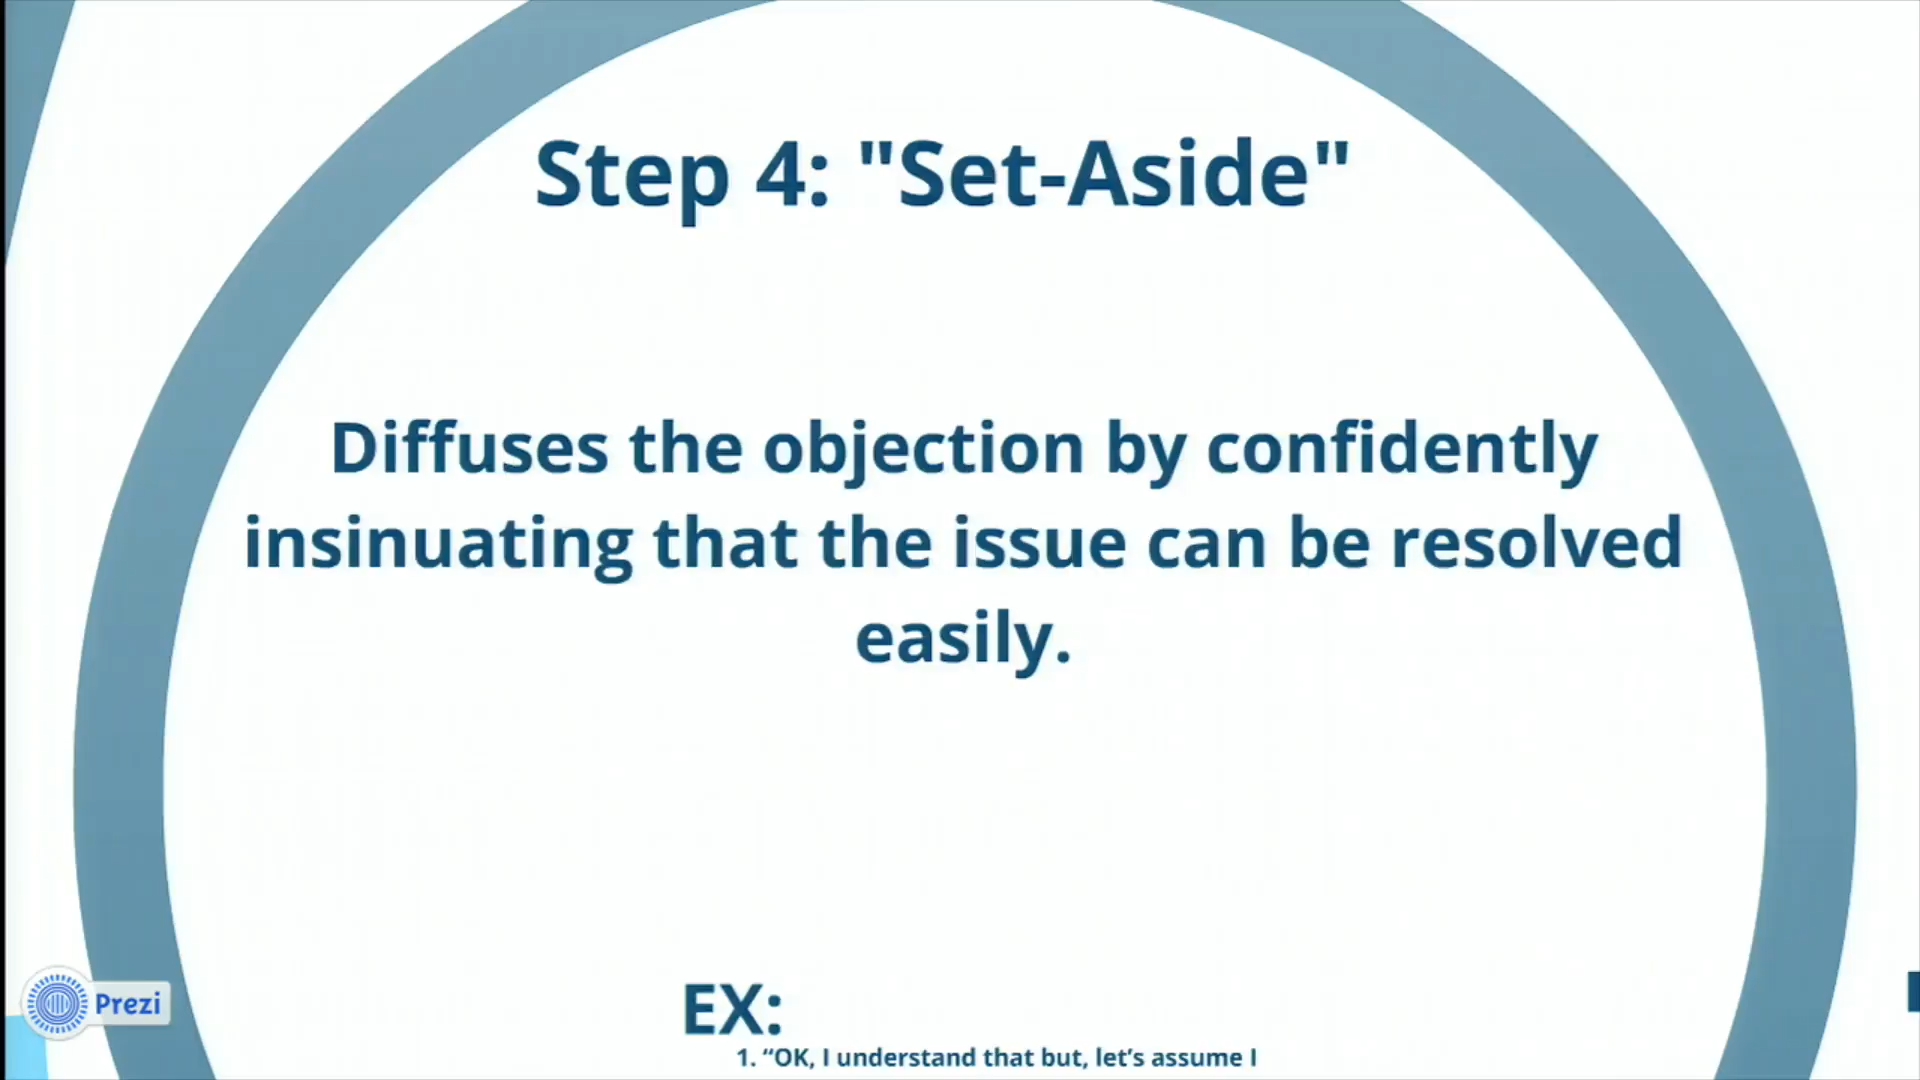 Step 4: "Set-Aside"
Diffuses the objection by confidently
insinuating that the issue can be resolved
easily.
EX:
1. “OK, I understand that but, let’s assume I
Prezi